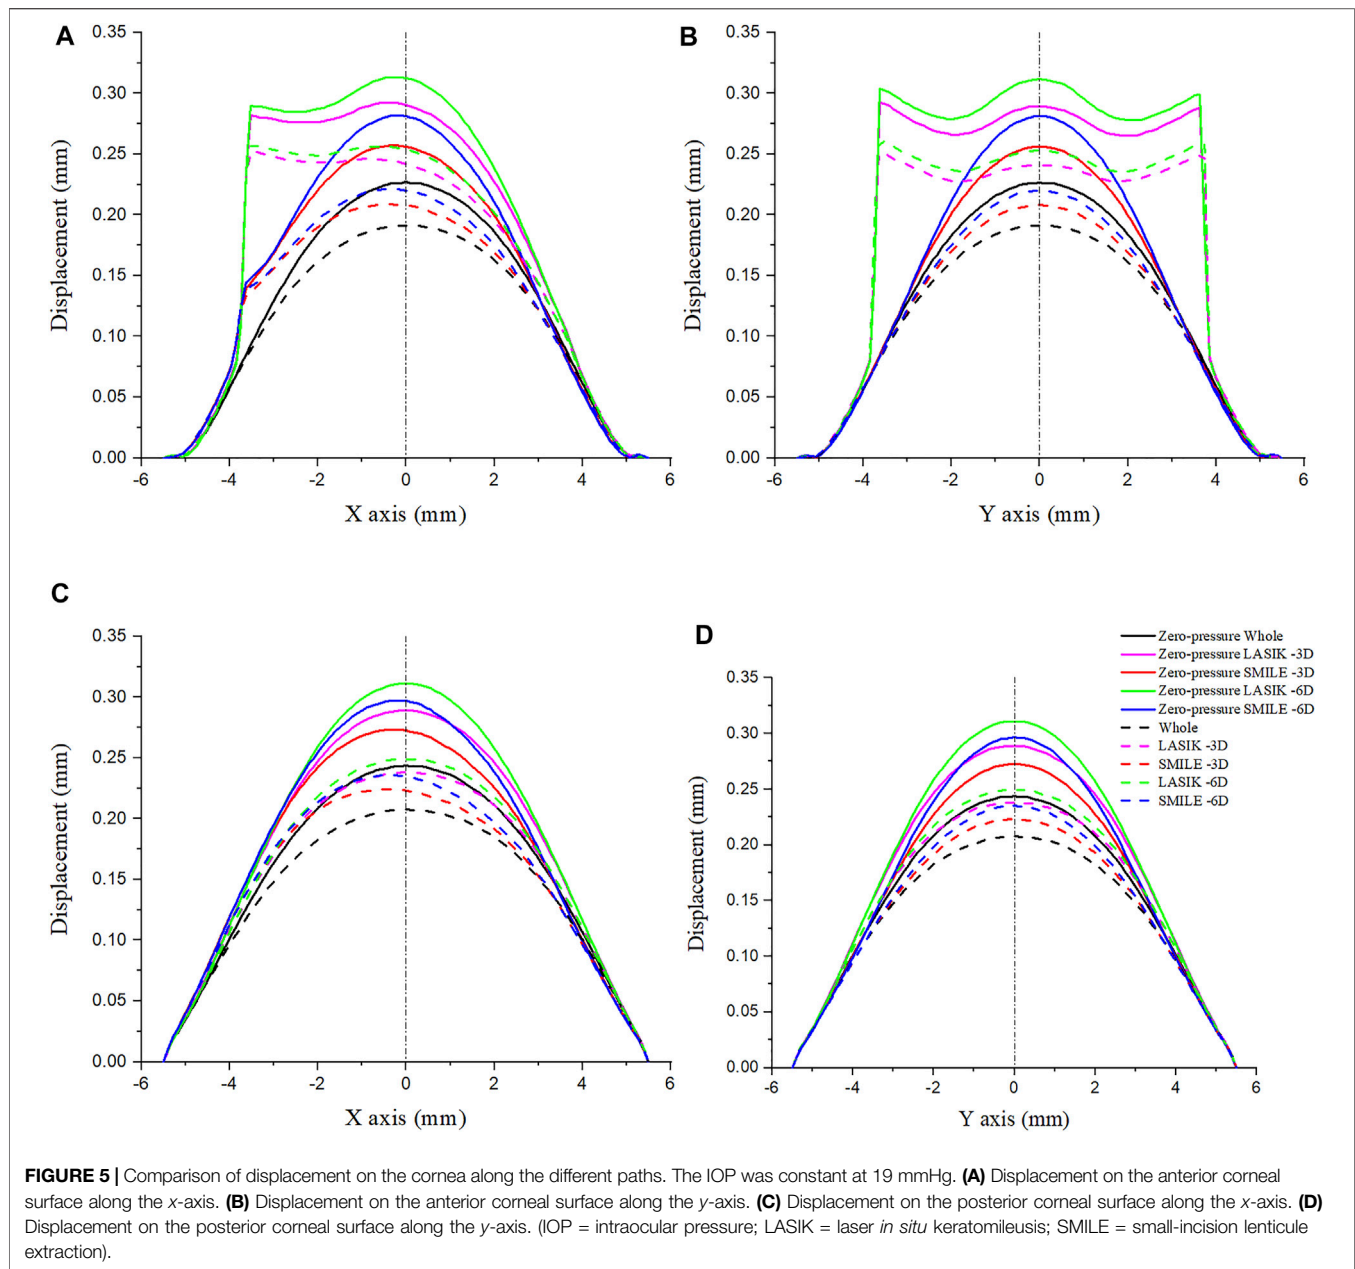 A
0.35
0.30
0.25
0.20
0.15
0.10
0.05
0.00
-6
-4
-2
0
2
4
6
Displacement (mm)
X axis (mm)
B
0.35
0.30
0.25
0.20
0.15
0.10
0.05
0.00
-6
-4
-2
0
2
4
6
Displacement (mm)
Y axis (mm)
C
0.35
0.30
0.25
0.20
0.15
0.10
0.05
0.00
-6
-4
-2
0
2
4
6
Displacement (mm)
X axis (mm)
D
0.35
0.30
0.25
0.20
0.15
0.10
0.05
0.00
-6
-4
-2
0
2
4
6
Displacement (mm)
Y axis (mm)
Zero-pressure Whole
Zero-pressure LASIK -3D
Zero-pressure SMILE -3D
Zero-pressure LASIK -6D
Zero-pressure SMILE -6D
Whole
LASIK -3D
SMILE -3D
LASIK -6D
SMILE -6D
FIGURE 5 | Comparison of displacement on the cornea along the different paths. The IOP was constant at 19 mmHg. (A) Displacement on the anterior corneal
surface along the x-axis. (B) Displacement on the anterior corneal surface along the y-axis. (C) Displacement on the posterior corneal surface along the x-axis. (D)
Displacement on the posterior corneal surface along the y-axis. (IOP = intraocular pressure; LASIK = laser in situ keratomileusis; SMILE = small-incision lenticule
extraction).